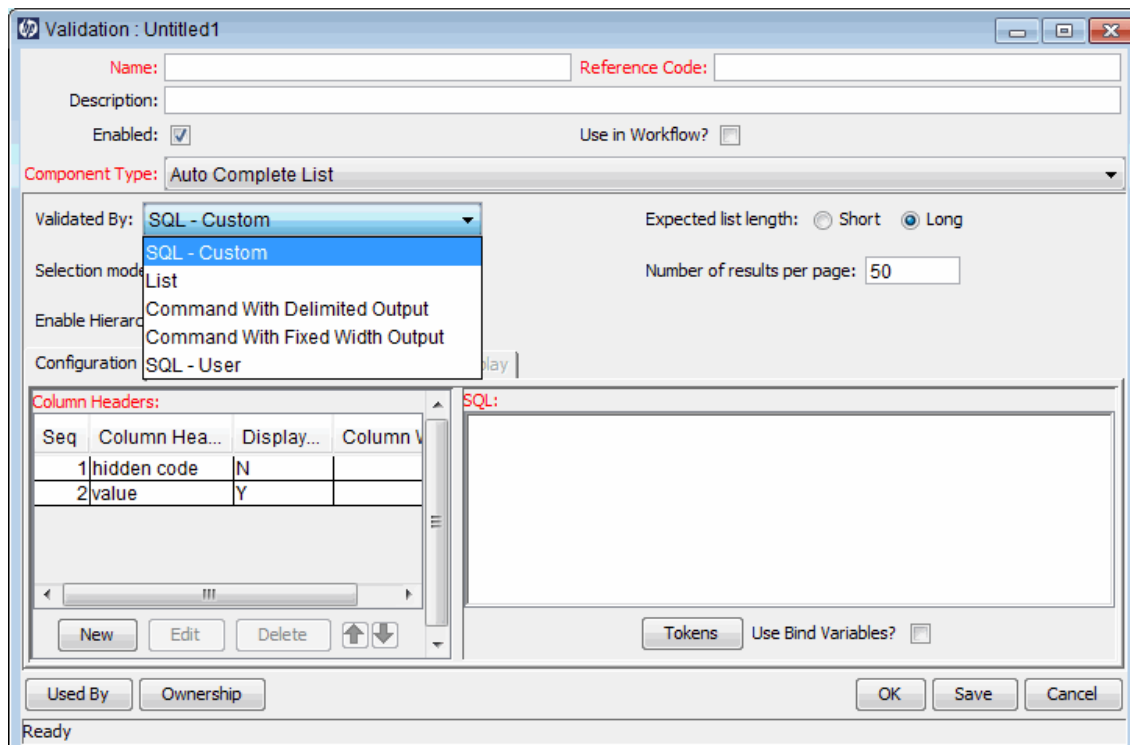 Validation : Untitled1
Name:
Reference Code:
Description:
Enabled:
Use in Workflow?
Component Type: Auto Complete List
Validated By: SQL - Custom
Expected list length: Short Long
SQL - Custom
List
Command With Delimited Output
Command With Fixed Width Output
SQL - User
Selection mode
Number of results per page: 50
Enable Hierarc
Configuration
play
Column Headers:
Seq Column Hea... Display... Column
1 hidden code N
2 value Y
New Edit Delete
SQL:
Tokens Use Bind Variables?
Used By Ownership OK Save Cancel
Ready